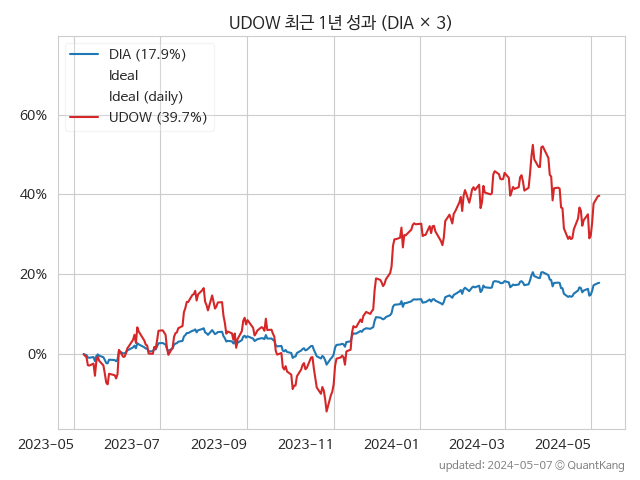 UDOW 최근 1년 성과 (DIA × 3)
DIA (17.9%)
Ideal
Ideal (daily)
UDOW (39.7%)
60%
40%
20%
0%
2023-05 2023-07 2023-09 2023-11 2024-01 2024-03 2024-05
updated: 2024-05-07 @ QuantKang